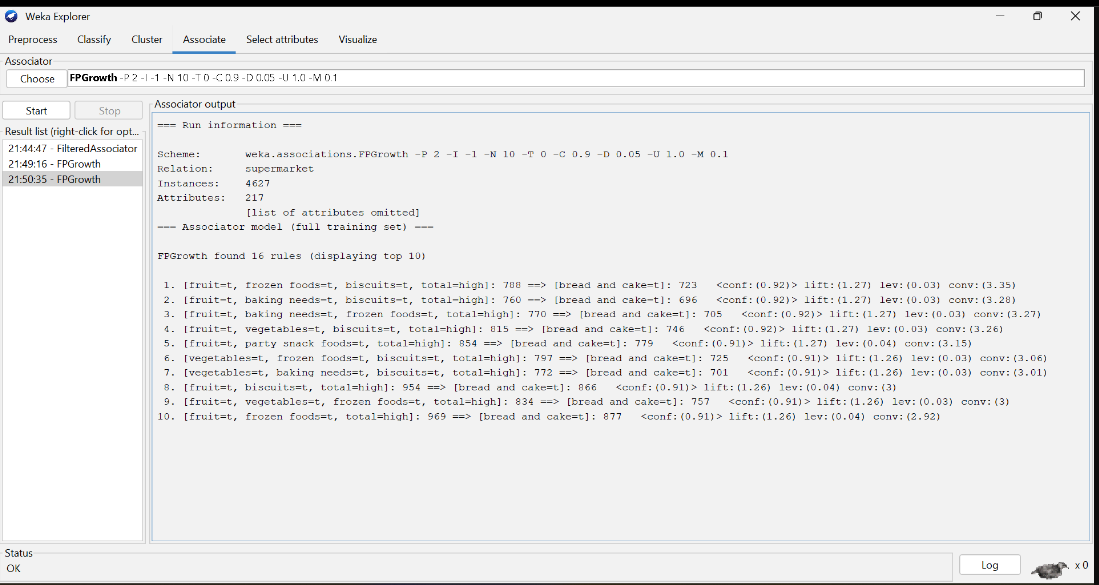 Weka Explorer
Preprocess Classify Cluster Associate Select attributes Visualize
Associator
Choose FPGrowth -P 2 -I -1 -N 10 -T 0 -C 0.9 -D 0.05 -U 1.0 -M 0.1
Start Stop
Result list (right-click for opt...
21:44:47 - FilteredAssociator
21:49:16 - FPGrowth
21:50:35 - FPGrowth
Associator output
=== Run information ===
Scheme: weka.associations.FPGrowth -P 2 -I -1 -N 10 -T 0 -C 0.9 -D 0.05 -U 1.0 -M 0.1
Relation: supermarket
Instances: 4627
Attributes: 217
[list of attributes omitted]
=== Associator model (full training set) ===
FPGrowth found 16 rules (displaying top 10)
1. [fruit=t, frozen foods=t, biscuits=t, total=high]: 788 ==> [bread and cake=t]: 723 <conf:(0.92)> lift:(1.27) lev:(0.03) conv:(3.35)
2. [fruit=t, baking needs=t, biscuits=t, total=high]: 760 ==> [bread and cake=t]: 696 <conf:(0.92)> lift:(1.27) lev:(0.03) conv:(3.28)
3. [fruit=t, baking needs=t, frozen foods=t, total=high]: 770 ==> [bread and cake=t]: 705 <conf:(0.92)> lift:(1.27) lev:(0.03) conv:(3.27)
4. [fruit=t, vegetables=t, biscuits=t, total=high]: 815 ==> [bread and cake=t]: 746 <conf:(0.92)> lift:(1.27) lev:(0.03) conv:(3.26)
5. [fruit=t, party snack foods=t, total=high]: 854 ==> [bread and cake=t]: 779 <conf:(0.91)> lift:(1.27) lev:(0.04) conv:(3.15)
6. [vegetables=t, frozen foods=t, biscuits=t, total=high]: 797 ==> [bread and cake=t]: 725 <conf:(0.91)> lift:(1.26) lev:(0.03) conv:(3.06)
7. [vegetables=t, baking needs=t, biscuits=t, total=high]: 772 ==> [bread and cake=t]: 701 <conf:(0.91)> lift:(1.26) lev:(0.03) conv:(3.01)
8. [fruit=t, biscuits=t, total=high]: 954 ==> [bread and cake=t]: 866 <conf:(0.91)> lift:(1.26) lev:(0.04) conv:(3)
9. [fruit=t, vegetables=t, frozen foods=t, total=high]: 834 ==> [bread and cake=t]: 757 <conf:(0.91)> lift:(1.26) lev:(0.03) conv:(3)
10. [fruit=t, frozen foods=t, total=high]: 969 ==> [bread and cake=t]: 877 <conf:(0.91)> lift:(1.26) lev:(0.04) conv:(2.92)
Status
OK
Log x 0